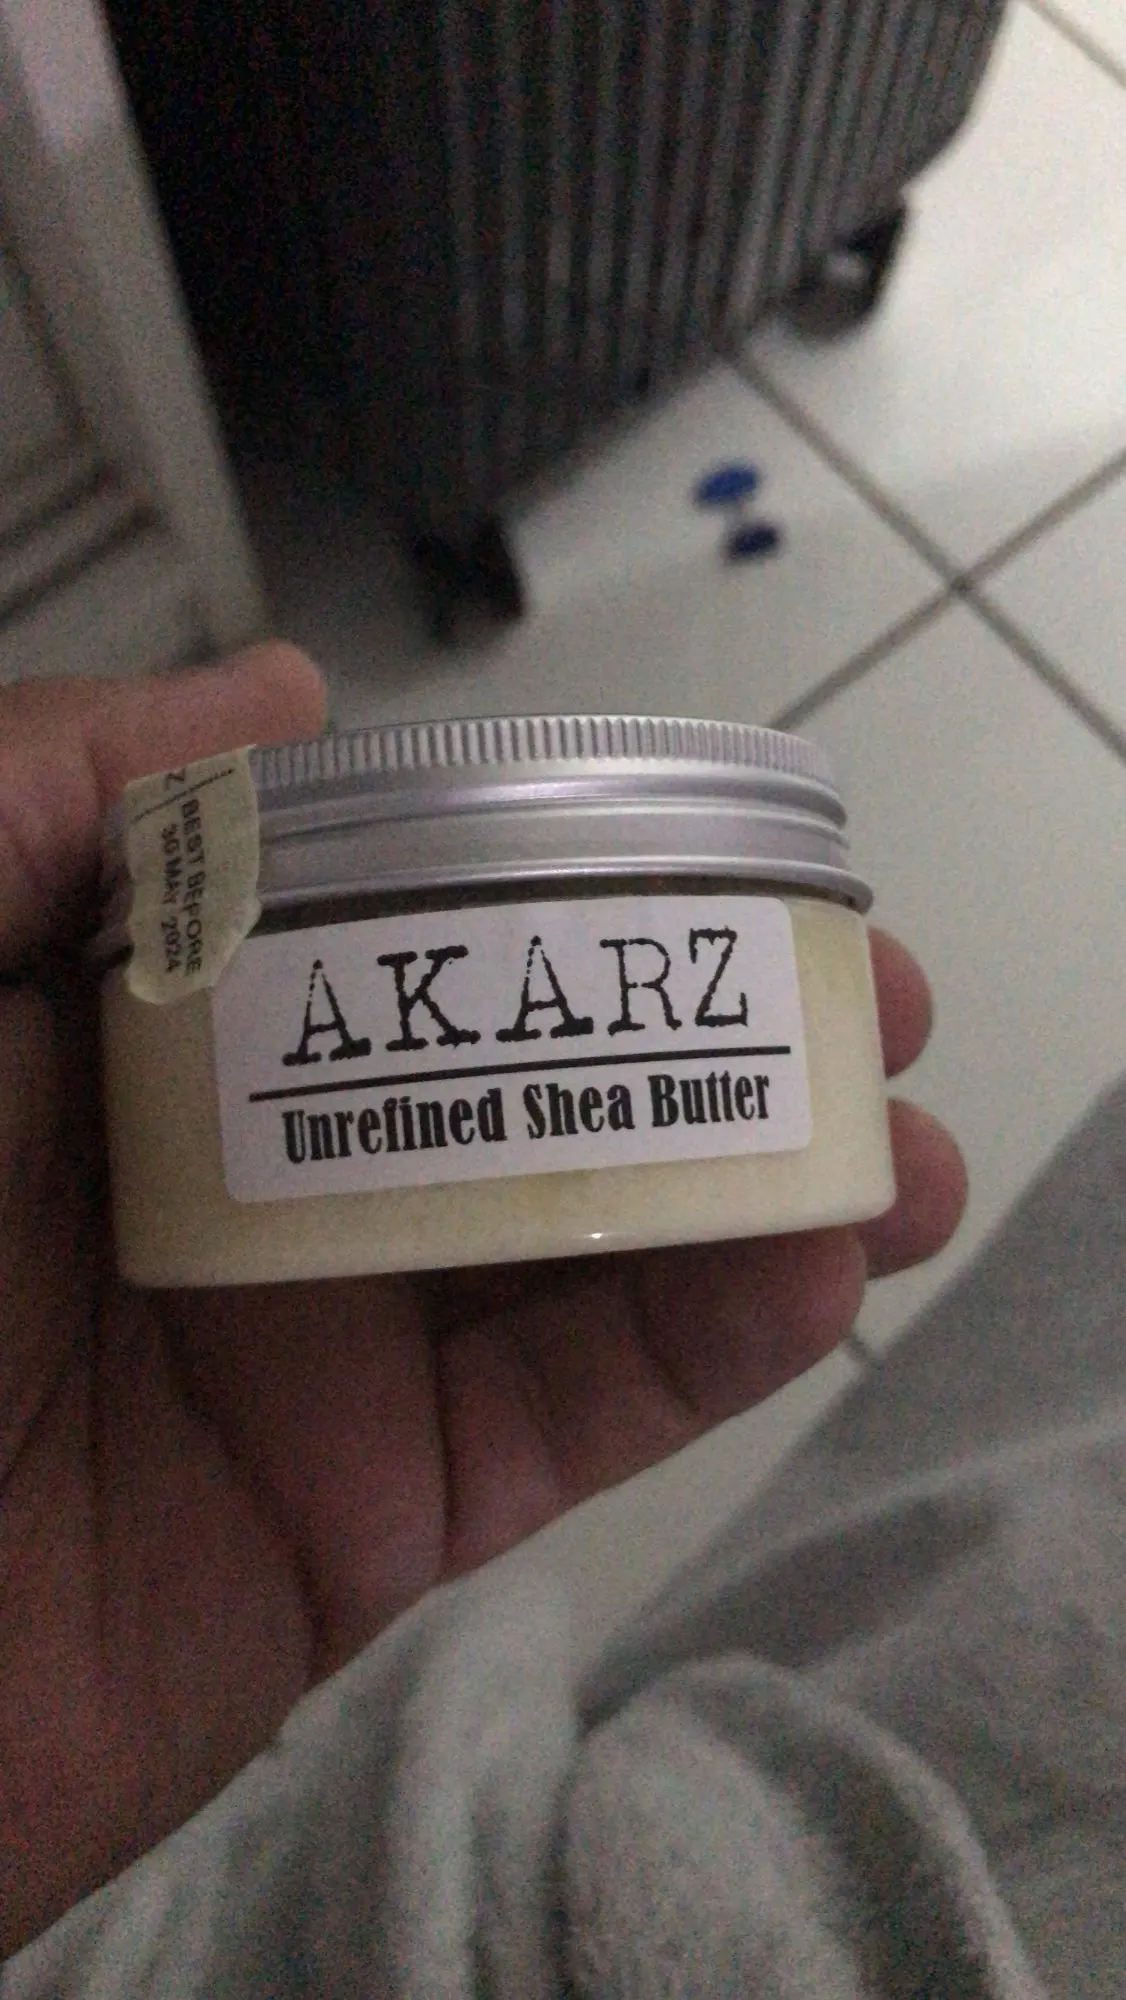 AKARZ
Unrefined Shea Butter
Z
BEST BEFORE
30 MAY 2024